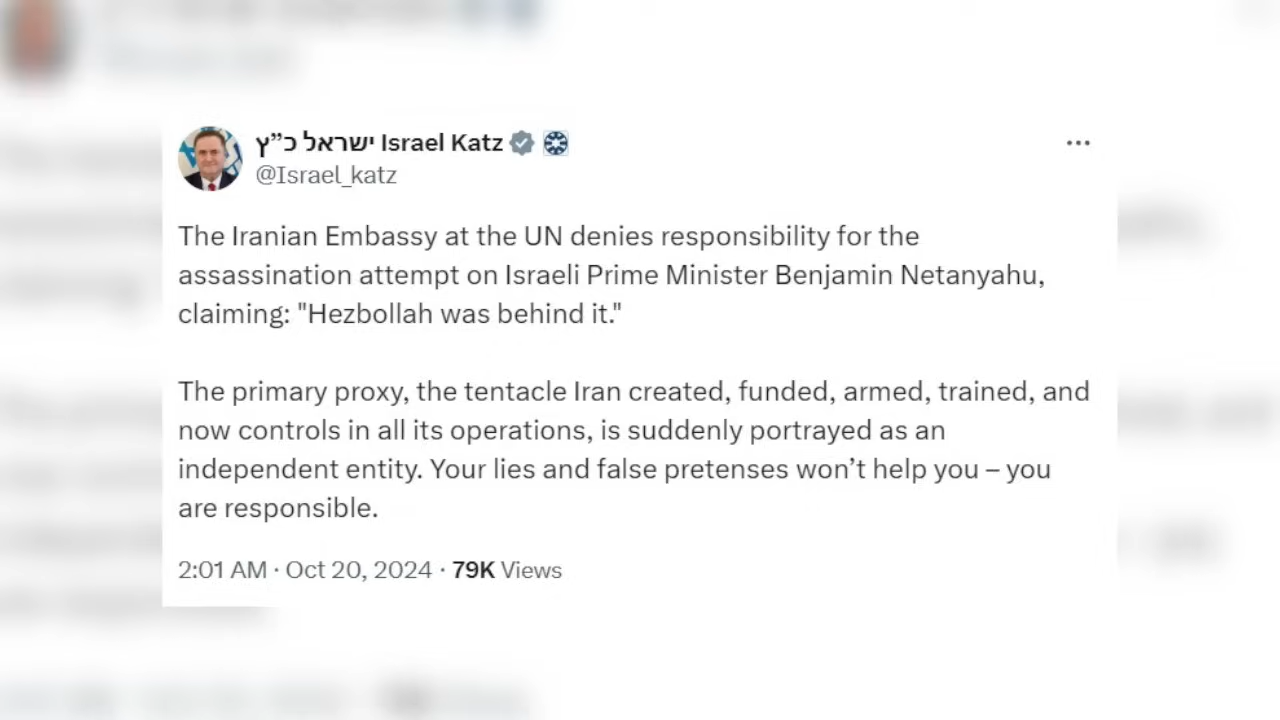 ישראל כ”ץ Israel Katz
@Israel_katz
The Iranian Embassy at the UN denies responsibility for the
assassination attempt on Israeli Prime Minister Benjamin Netanyahu,
claiming: "Hezbollah was behind it."
The primary proxy, the tentacle Iran created, funded, armed, trained, and
now controls in all its operations, is suddenly portrayed as an
independent entity. Your lies and false pretenses won’t help you – you
are responsible.
2:01 AM · Oct 20, 2024 · 79K Views